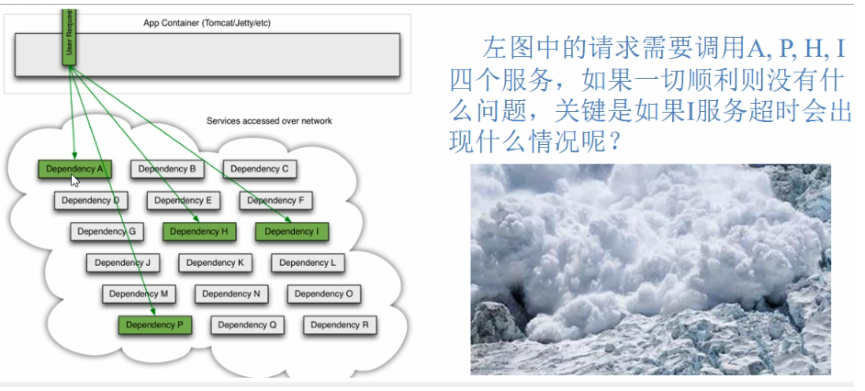 App Container (Tomcat/Jetty/etc)
User Request
Services accessed over network
Dependency A
Dependency B
Dependency C
Dependency D
Dependency E
Dependency F
Dependency G
Dependency H
Dependency I
Dependency J
Dependency K
Dependency L
Dependency M
Dependency N
Dependency O
Dependency P
Dependency Q
Dependency R
左图中的请求需要调用A, P, H, I
四个服务，如果一切顺利则没有什
么问题，关键是如果I服务超时会出
现什么情况呢？